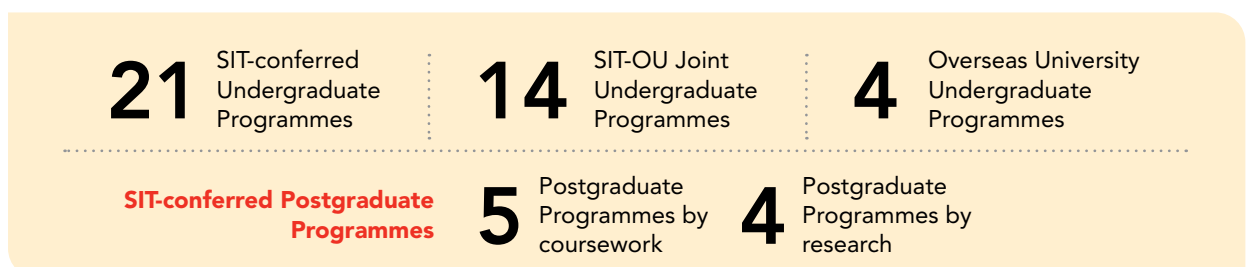 21
SIT-conferred
Undergraduate
Programmes
14
SIT-OU Joint
Undergraduate
Programmes
4
Overseas University
Undergraduate
Programmes
SIT-conferred Postgraduate
Programmes
5
Postgraduate
Programmes by
coursework
4
Postgraduate
Programmes by
research